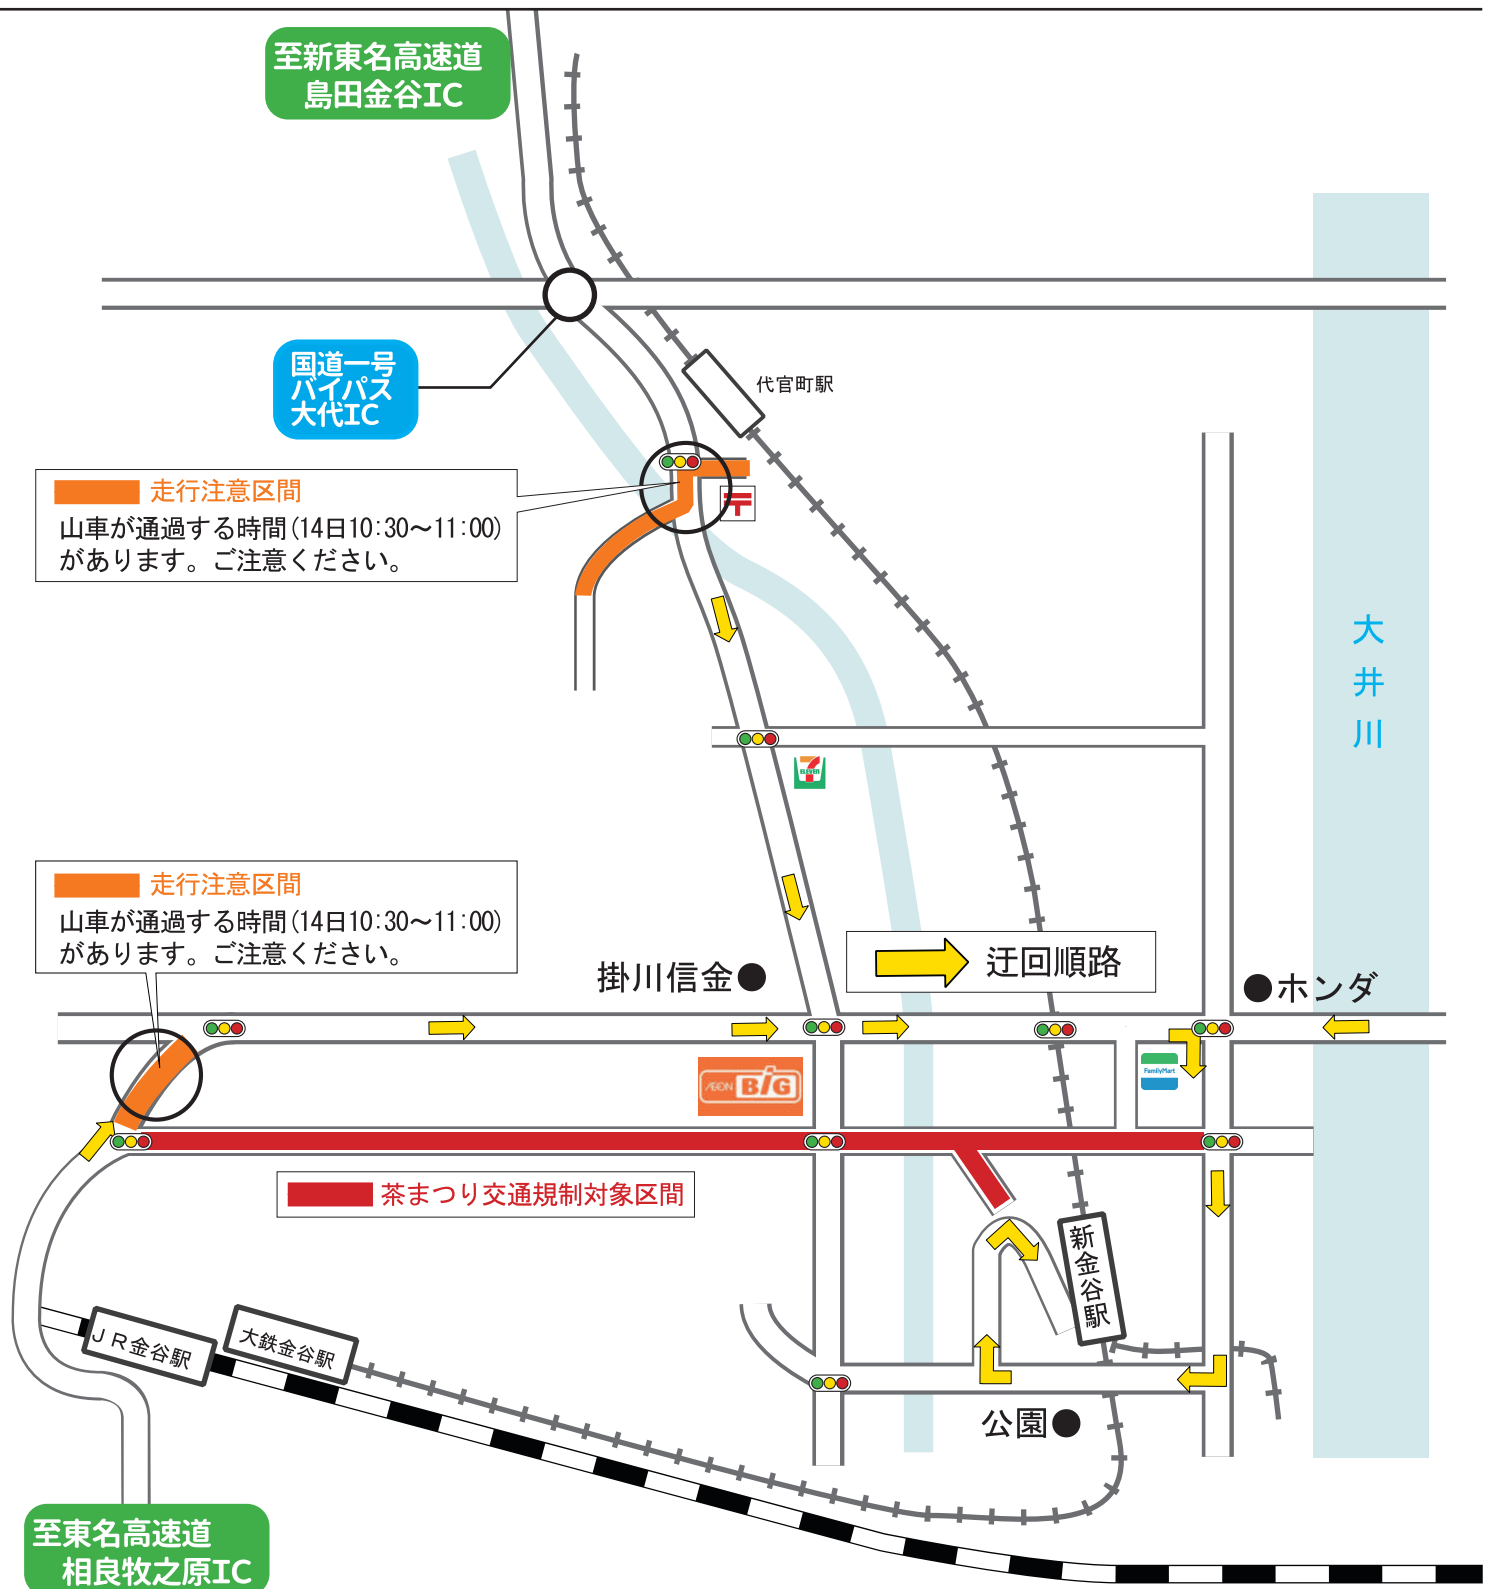 至新東名高速道
島田金谷IC
国道一号
バイパス
大代IC
代官町駅
走行注意区間
山車が通過する時間(14日10:30～11:00)
があります。ご注意ください。
〒
大井川
7
ELEVEN
走行注意区間
山車が通過する時間(14日10:30～11:00)
があります。ご注意ください。
掛川信金●
迂回順路
●ホンダ
ÆON BIG
FamilyMart
茶まつり交通規制対象区間
新金谷駅
JR金谷駅
大鉄金谷駅
公園●
至東名高速道
相良牧之原IC